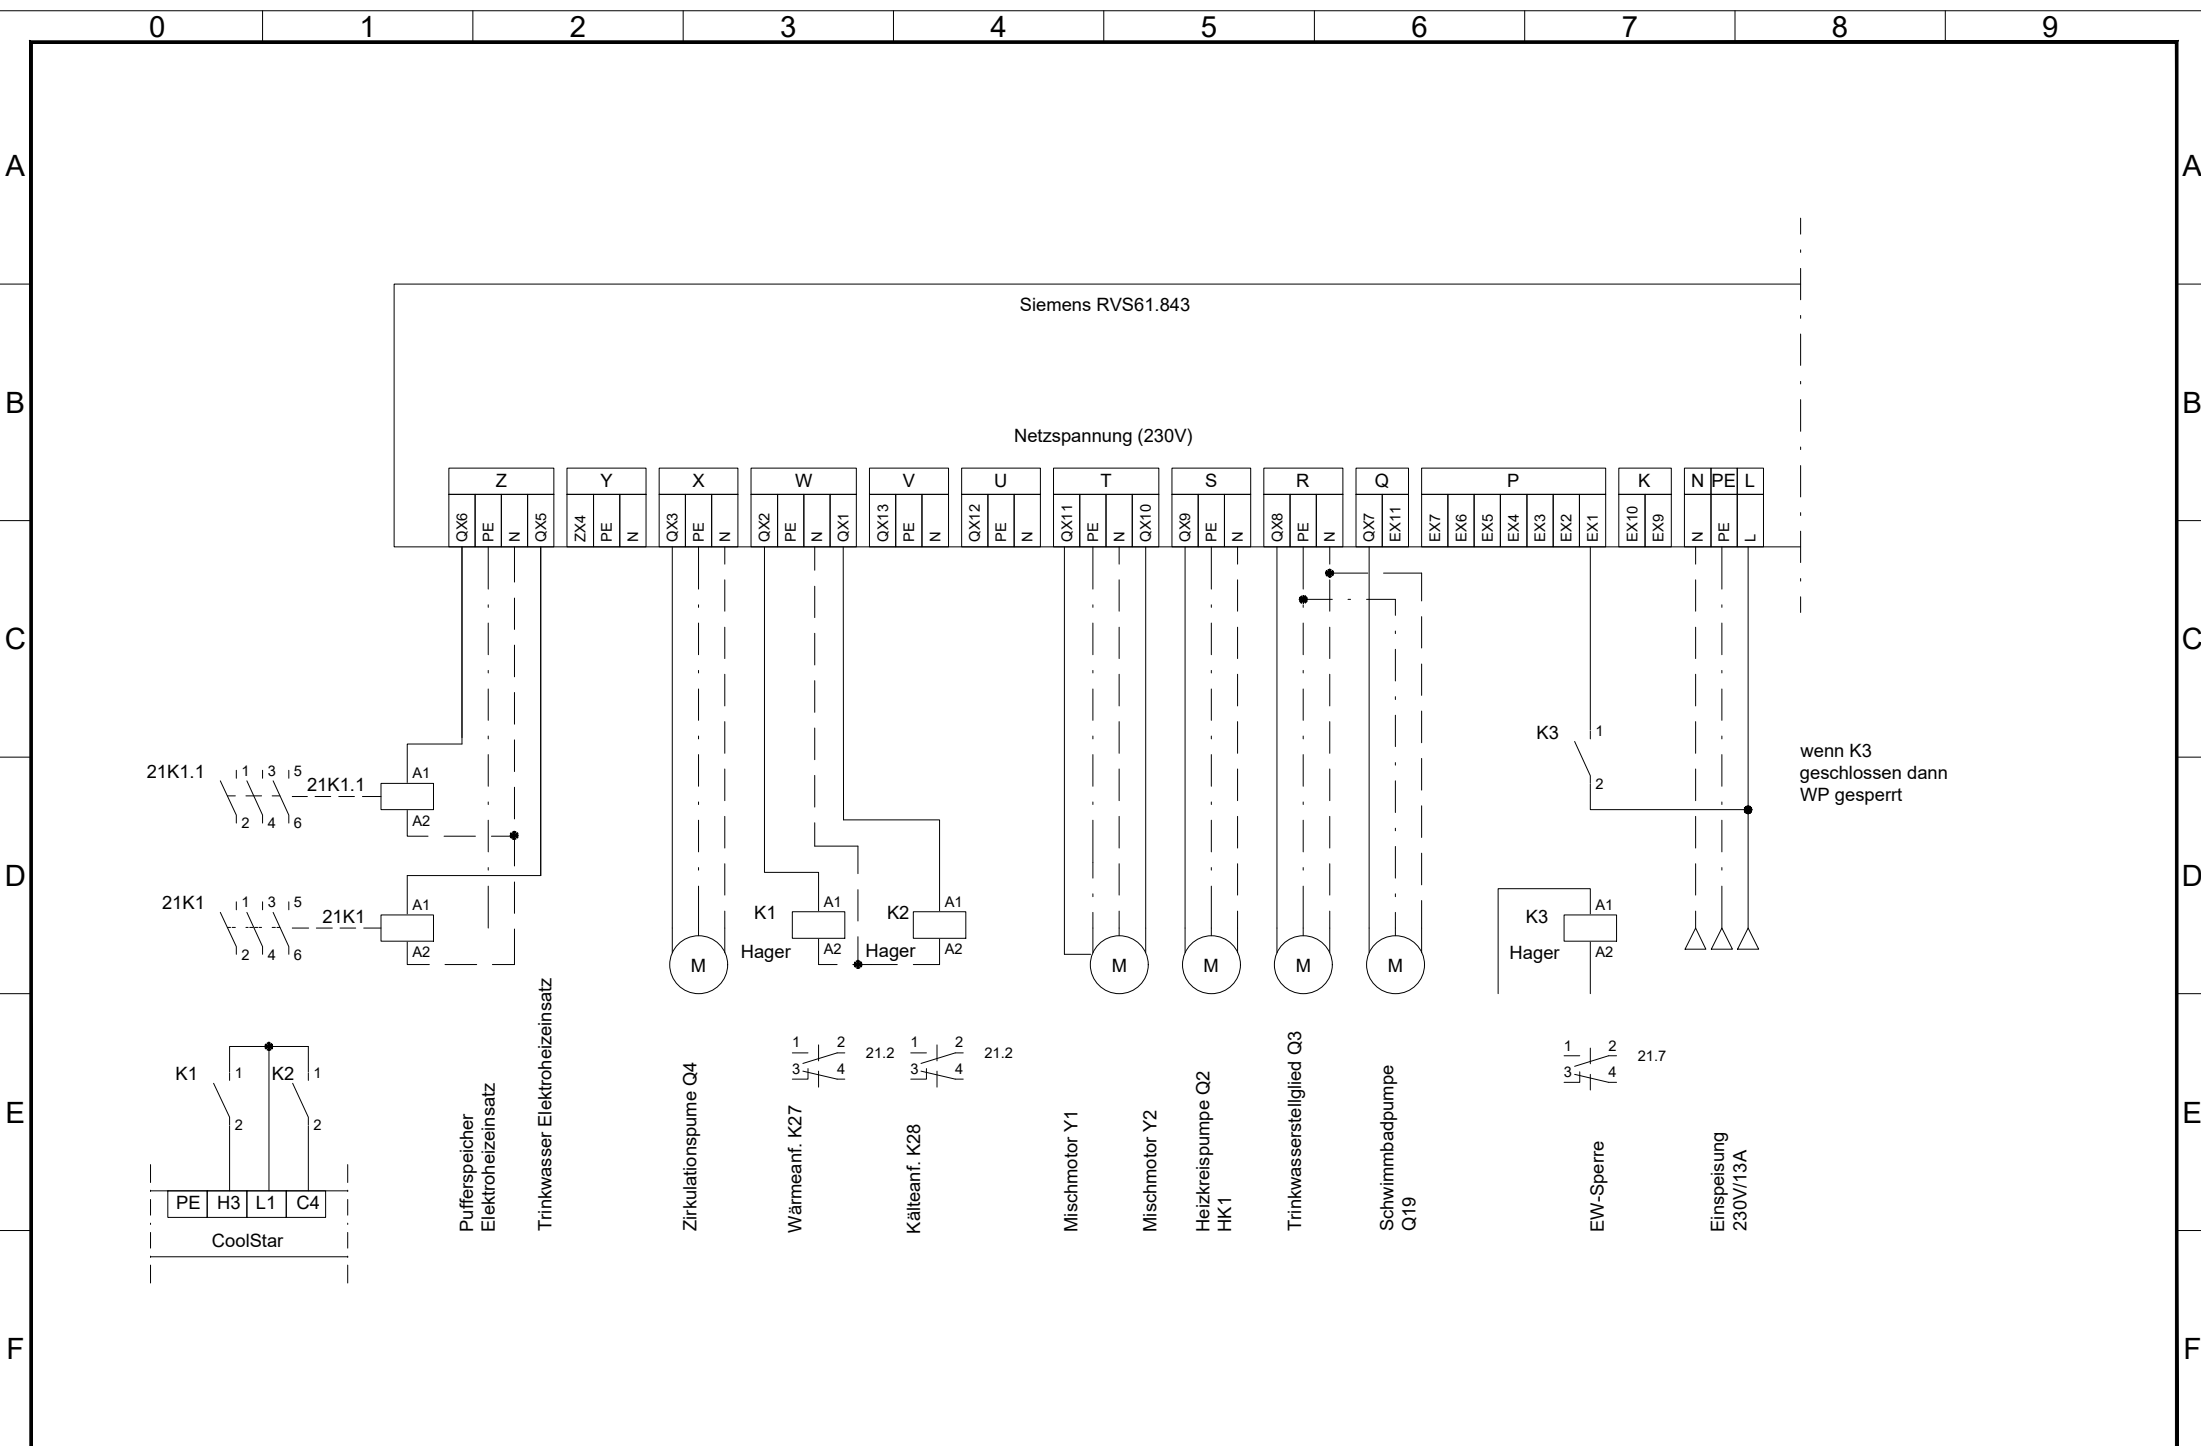 0 1 2 3 4 5 6 7 8 9
A A
Siemens RVS61.843
B B
Netzspannung (230V)
Z Y X W V U T S R Q P K N PE L
QX6 PE N QX5 ZX4 PE N QX3 PE N QX2 PE N QX1 QX13 PE N QX12 PE N QX11 PE N QX10 QX9 PE N QX8 PE N QX7 EX11 EX7 EX6 EX5 EX4 EX3 EX2 EX1 EX10 EX9 N PE L
C C
K3 1
2
wenn K3
geschlossen dann
WP gesperrt
21K1.1 1 3 5 21K1.1 A1
2 4 6 A2
D D
21K1 1 3 5 21K1 A1
2 4 6 A2
K1 A1
Hager A2
K2 A1
Hager A2
M M M M M
K3 A1
Hager A2
1 2
3 4
21.2
1 2
3 4
21.2
1 2
3 4
21.7
K1 1 K2 1
2 2
E E
PE H3 L1 C4
CoolStar
Pufferspeicher
Elektroheizeinsatz
Trinkwasser Elektroheizeinsatz
Zirkulationspume Q4
Wärmeanf. K27
Kälteanf. K28
Mischmotor Y1
Mischmotor Y2
Heizkreispumpe Q2
HK1
Trinkwasserstellglied Q3
Schwimmbadpumpe
Q19
EW-Sperre
Einspeisung
230V/13A
F F